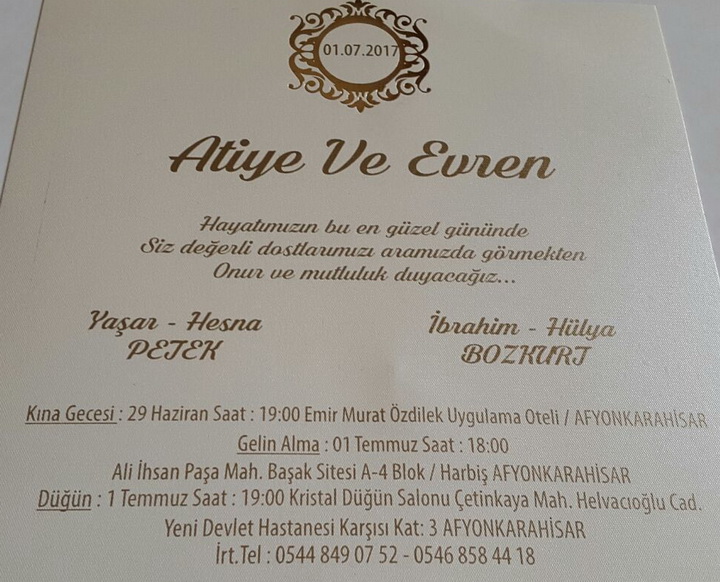 01.07.2017
Atiye Ve Evren
Hayatımızın bu en güzel gününde
Siz değerli dostlarımızı aramızda görmekten
Onur ve mutluluk duyacağız...
Yaşar - Hesna
PETEK
İbrahim - Hülya
BOZKURT
Kına Gecesi : 29 Haziran Saat : 19:00 Emir Murat Özdilek Uygulama Oteli / AFYONKARAHİSAR
Gelin Alma : 01 Temmuz Saat : 18:00
Ali İhsan Paşa Mah. Başak Sitesi A-4 Blok / Harbiş AFYONKARAHİSAR
Düğün : 1 Temmuz Saat : 19:00 Kristal Düğün Salonu Çetinkaya Mah. Helvacıoğlu Cad.
Yeni Devlet Hastanesi Karşısı Kat: 3 AFYONKARAHİSAR
İrt.Tel : 0544 849 07 52 - 0546 858 44 18